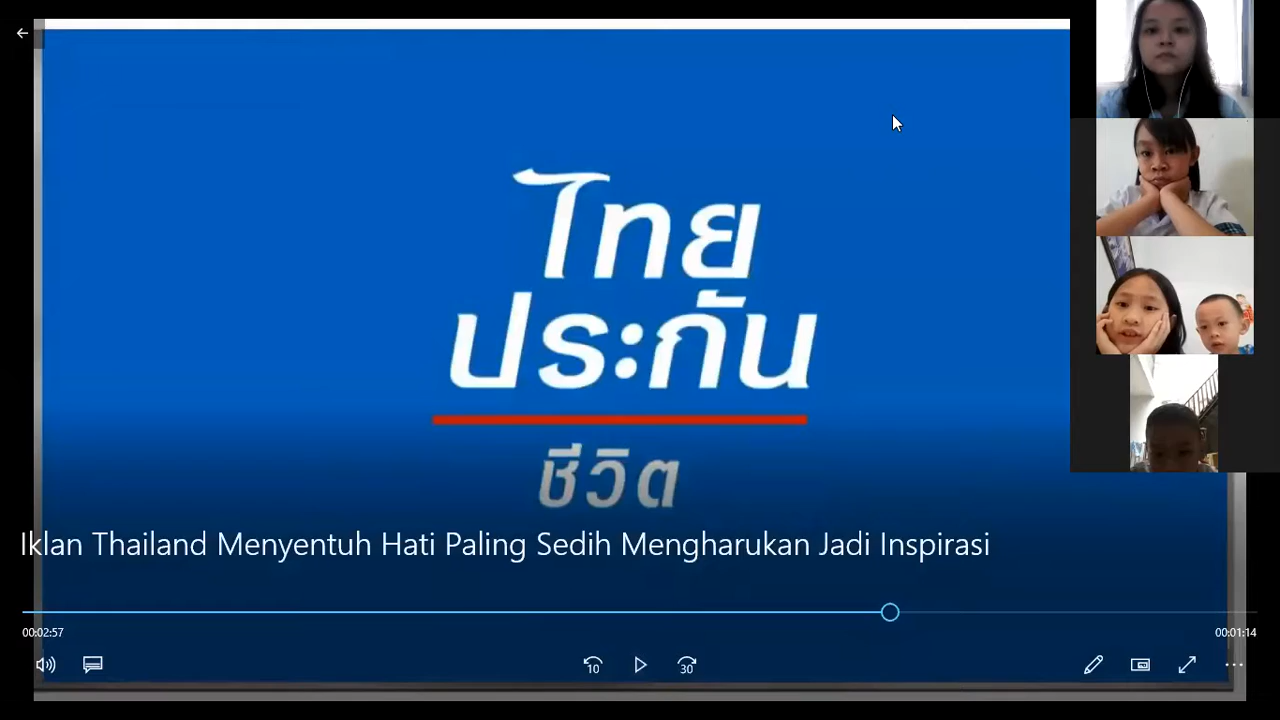 ไทย
ประกัน
ชีวิต
Iklan Thailand Menyentuh Hati Paling Sedih Mengharukan Jadi Inspirasi
00:02:57
00:01:14
10
30